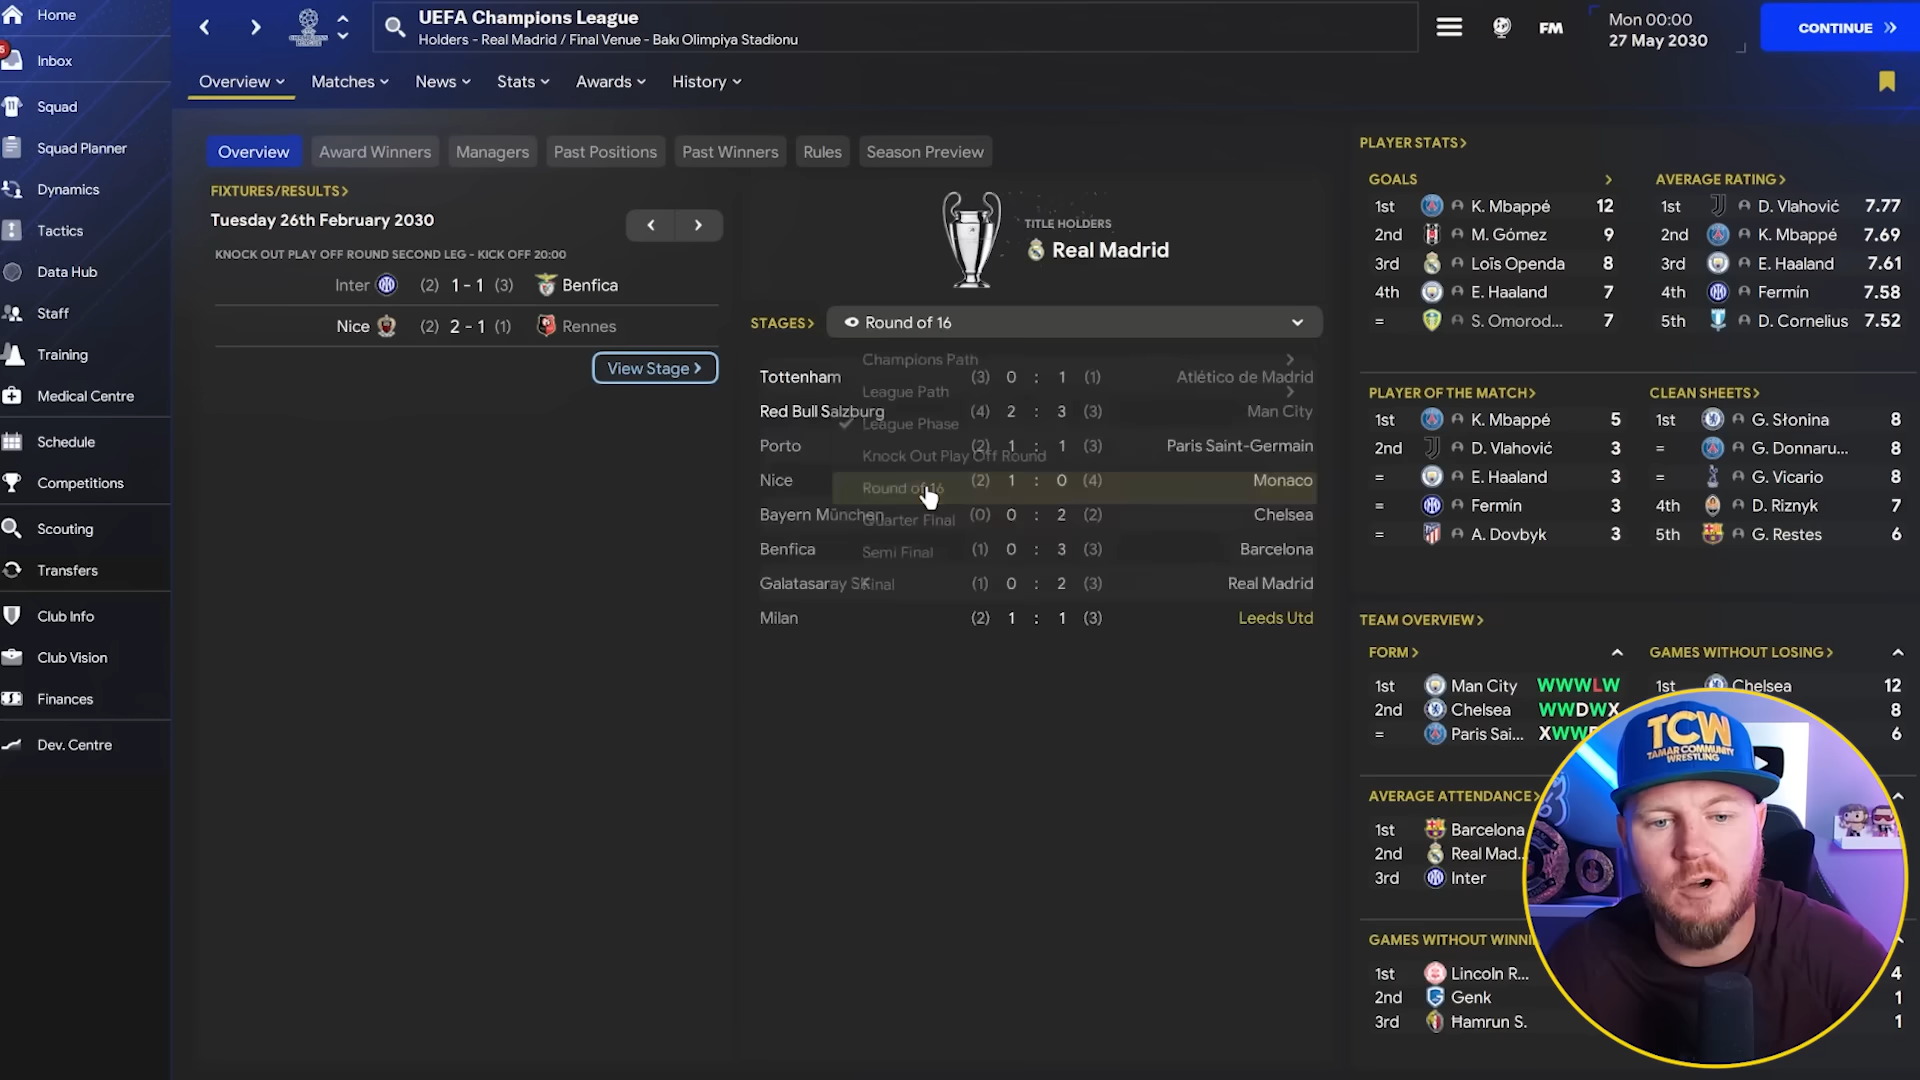 Home
5
Inbox
Squad
Squad Planner
Dynamics
Tactics
Data Hub
Staff
Training
Medical Centre
Schedule
Competitions
Scouting
Transfers
Club Info
Club Vision
Finances
Dev. Centre
UEFA Champions League
Holders - Real Madrid / Final Venue - Bakı Olimpiya Stadionu
FM
Mon 00:00
27 May 2030
CONTINUE
Overview
Matches
News
Stats
Awards
History
Overview
Award Winners
Managers
Past Positions
Past Winners
Rules
Season Preview
FIXTURES/RESULTS
Tuesday 26th February 2030
KNOCK OUT PLAY OFF ROUND SECOND LEG - KICK OFF 20:00
Inter (2) 1 - 1 (3) Benfica
Nice (2) 2 - 1 (1) Rennes
View Stage
TITLE HOLDERS
Real Madrid
STAGES
Round of 16
Champions Path
League Path
League Phase
Knock Out Play Off Round
Round of 16
Quarter Final
Semi Final
Final
Tottenham (3) 0 : 1 (1) Atlético de Madrid
Red Bull Salzburg (4) 2 : 3 (3) Man City
Porto (2) 1 : 1 (3) Paris Saint-Germain
Nice (2) 1 : 0 (4) Monaco
Bayern München (0) 0 : 2 (2) Chelsea
Benfica (1) 0 : 3 (3) Barcelona
Galatasaray SK (1) 0 : 2 (3) Real Madrid
Milan (2) 1 : 1 (3) Leeds Utd
PLAYER STATS
GOALS
1st K. Mbappé 12
2nd M. Gómez 9
3rd Loïs Openda 8
4th E. Haaland 7
= S. Omorod... 7
AVERAGE RATING
1st D. Vlahović 7.77
2nd K. Mbappé 7.69
3rd E. Haaland 7.61
4th Fermín 7.58
5th D. Cornelius 7.52
PLAYER OF THE MATCH
1st K. Mbappé 5
2nd D. Vlahović 3
= E. Haaland 3
= Fermín 3
= A. Dovbyk 3
CLEAN SHEETS
1st G. Słonina 8
= G. Donnaru... 8
= G. Vicario 8
4th D. Riznyk 7
5th G. Restes 6
TEAM OVERVIEW
FORM
1st Man City WWWLW
2nd Chelsea WWDWX
= Paris Sai... XWW
GAMES WITHOUT LOSING
1st Chelsea 12
8
6
AVERAGE ATTENDANCE
1st Barcelona
2nd Real Mad...
3rd Inter
GAMES WITHOUT WINNI
1st Lincoln R... 4
2nd Genk 1
3rd Ħamrun S. 1
TCW
TAMAR COMMUNITY
WRESTLING